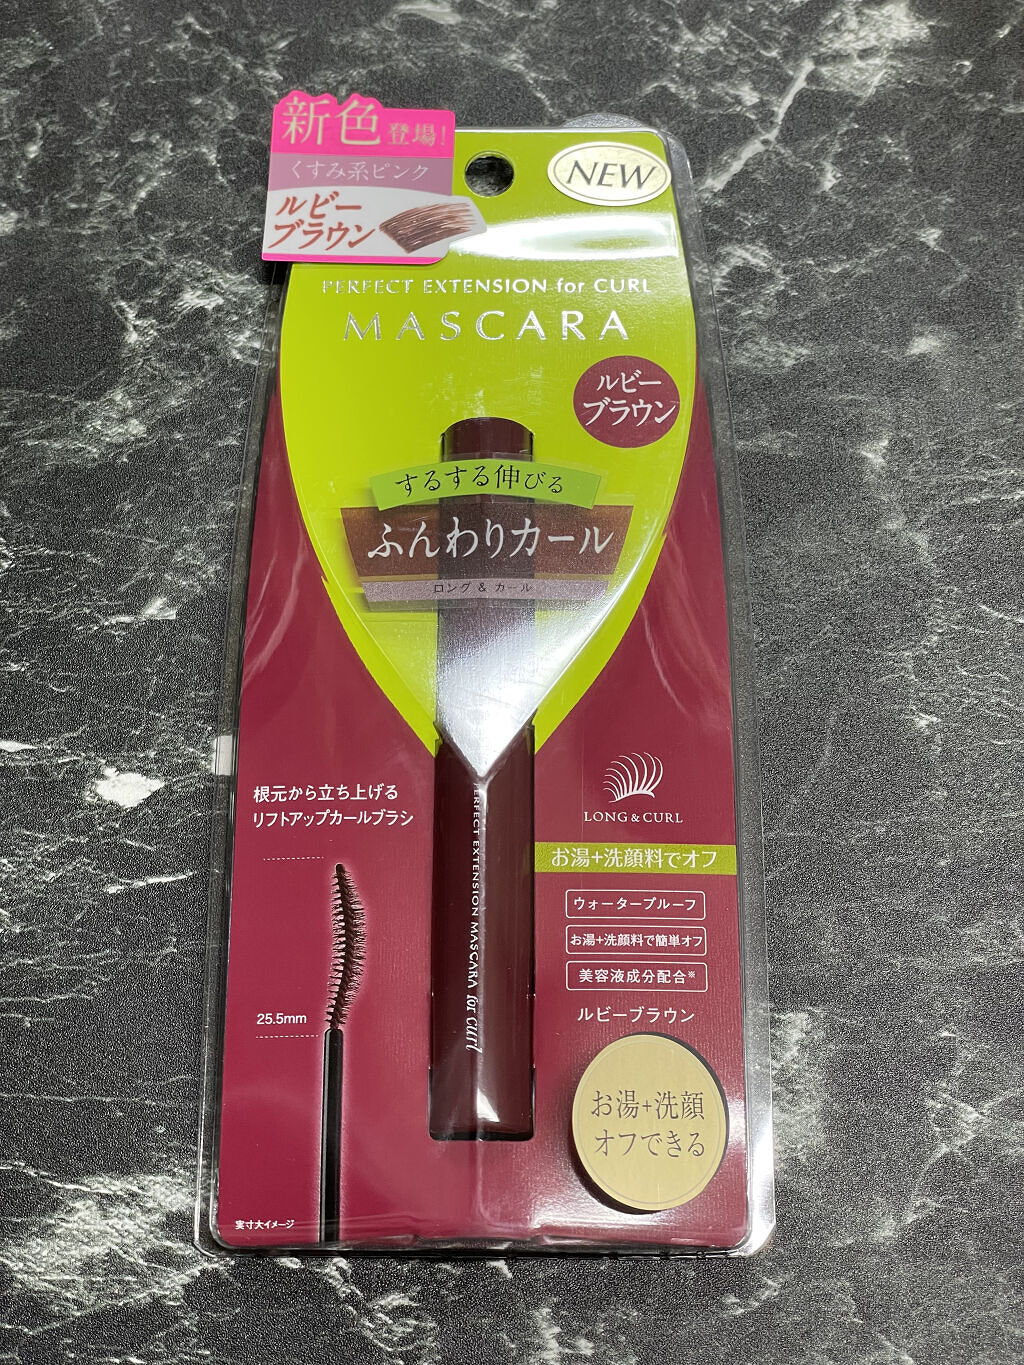 新色登場!
くすみ系ピンク
ルビー
ブラウン
NEW
PERFECT EXTENSION for CURL
MASCARA
ルビー
ブラウン
するする伸びる
ふんわりカール
ロング & カール
根元から立ち上げる
リフトアップカールブラシ
25.5mm
実寸大イメージ
PERFECT EXTENSION MASCARA for curl
LONG & CURL
お湯+洗顔料でオフ
ウォータープルーフ
お湯+洗顔料で簡単オフ
美容液成分配合※
ルビーブラウン
お湯+洗顔
オフできる